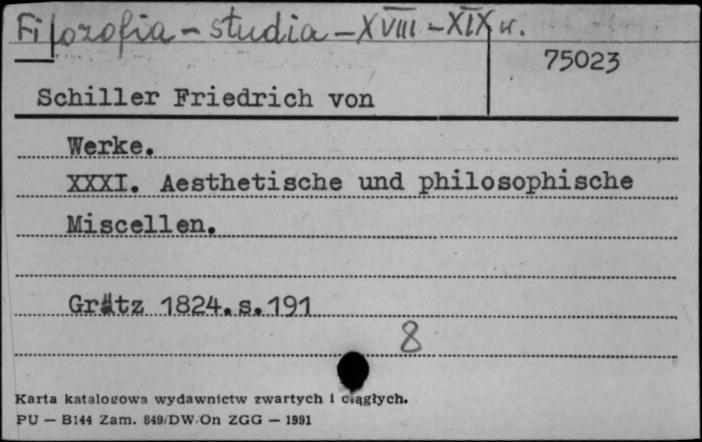 Filozofia - studia - XVIII - XIX w.
75023
Schiller Friedrich von
Werke.
XXXI. Aesthetische und philosophische
Miscellen.
Grätz 1824.s.191
8
Karta katalogowa wydawnictw zwartych i ciągłych.
PU — B144 Zam. 849/DW/On ZGG — 1991